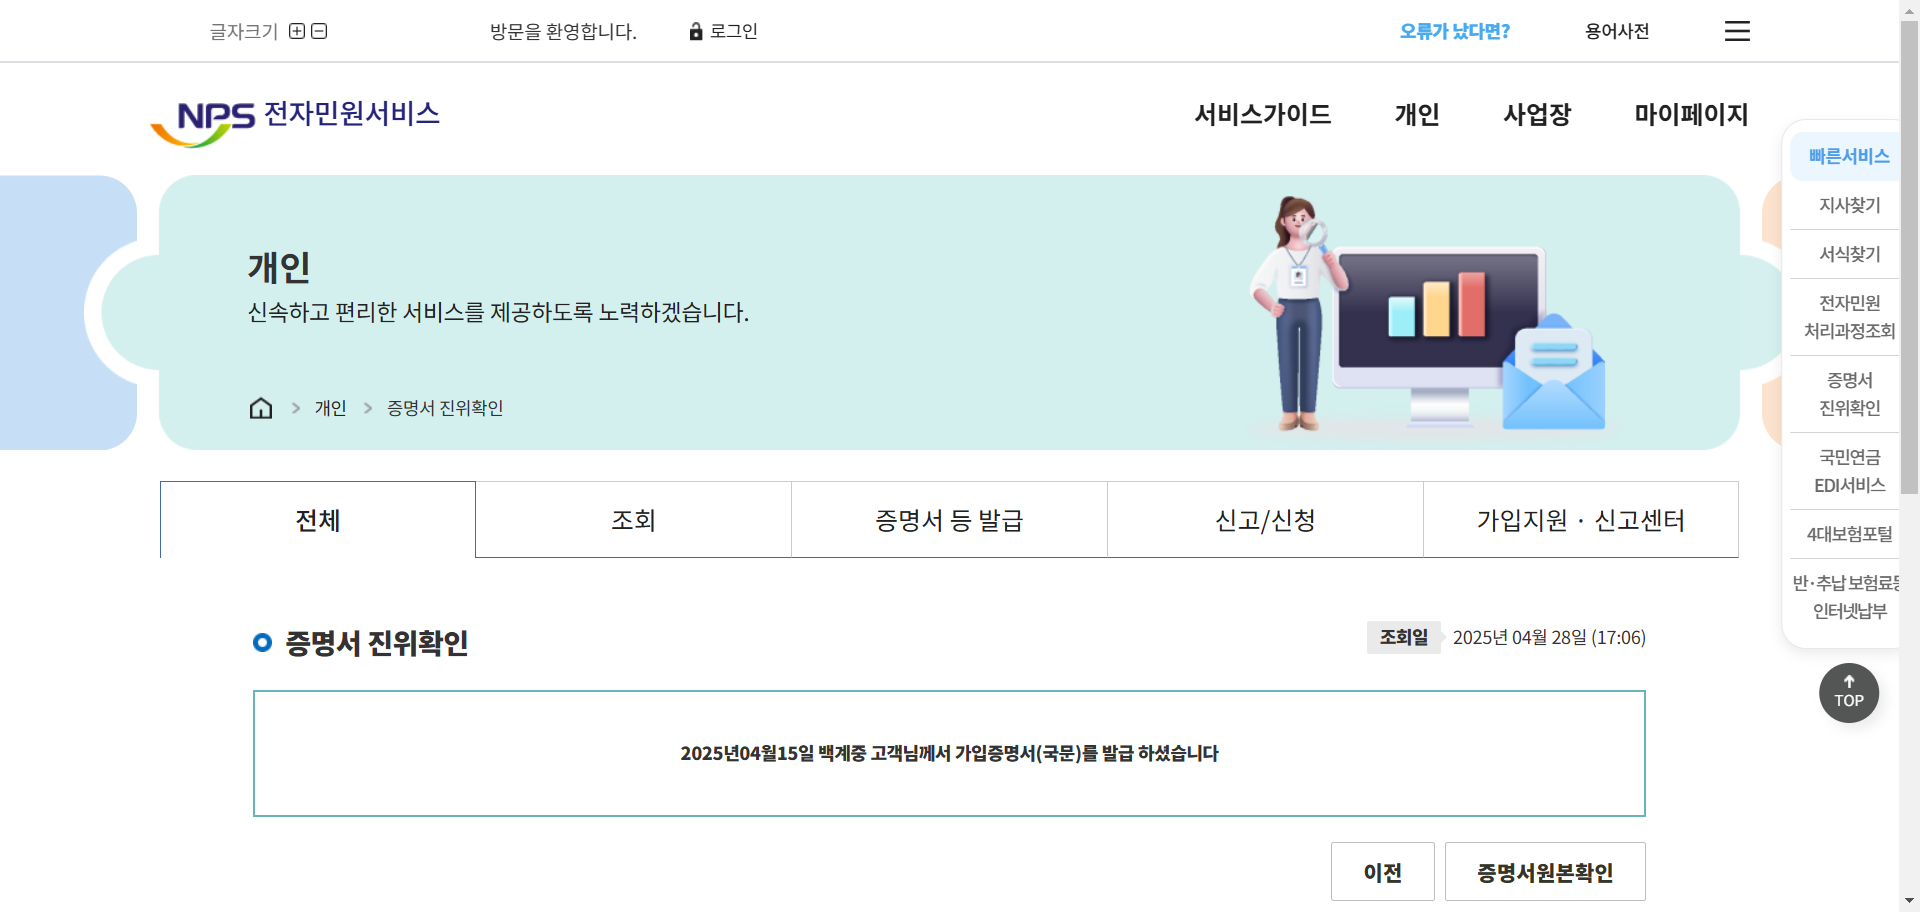 글자크기
방문을 환영합니다.
로그인
오류가 났다면?
용어사전
NPS 전자민원서비스
서비스가이드
개인
사업장
마이페이지
개인
신속하고 편리한 서비스를 제공하도록 노력하겠습니다.
개인
증명서 진위확인
빠른서비스
지사찾기
서식찾기
전자민원
처리과정조회
증명서
진위확인
국민연금
EDI서비스
4대보험포털
반·추납 보험료등
인터넷납부
TOP
전체
조회
증명서 등 발급
신고/신청
가입지원 · 신고센터
증명서 진위확인
조회일
2025년 04월 28일 (17:06)
2025년04월15일 백계중 고객님께서 가입증명서(국문)를 발급 하셨습니다
이전
증명서원본확인